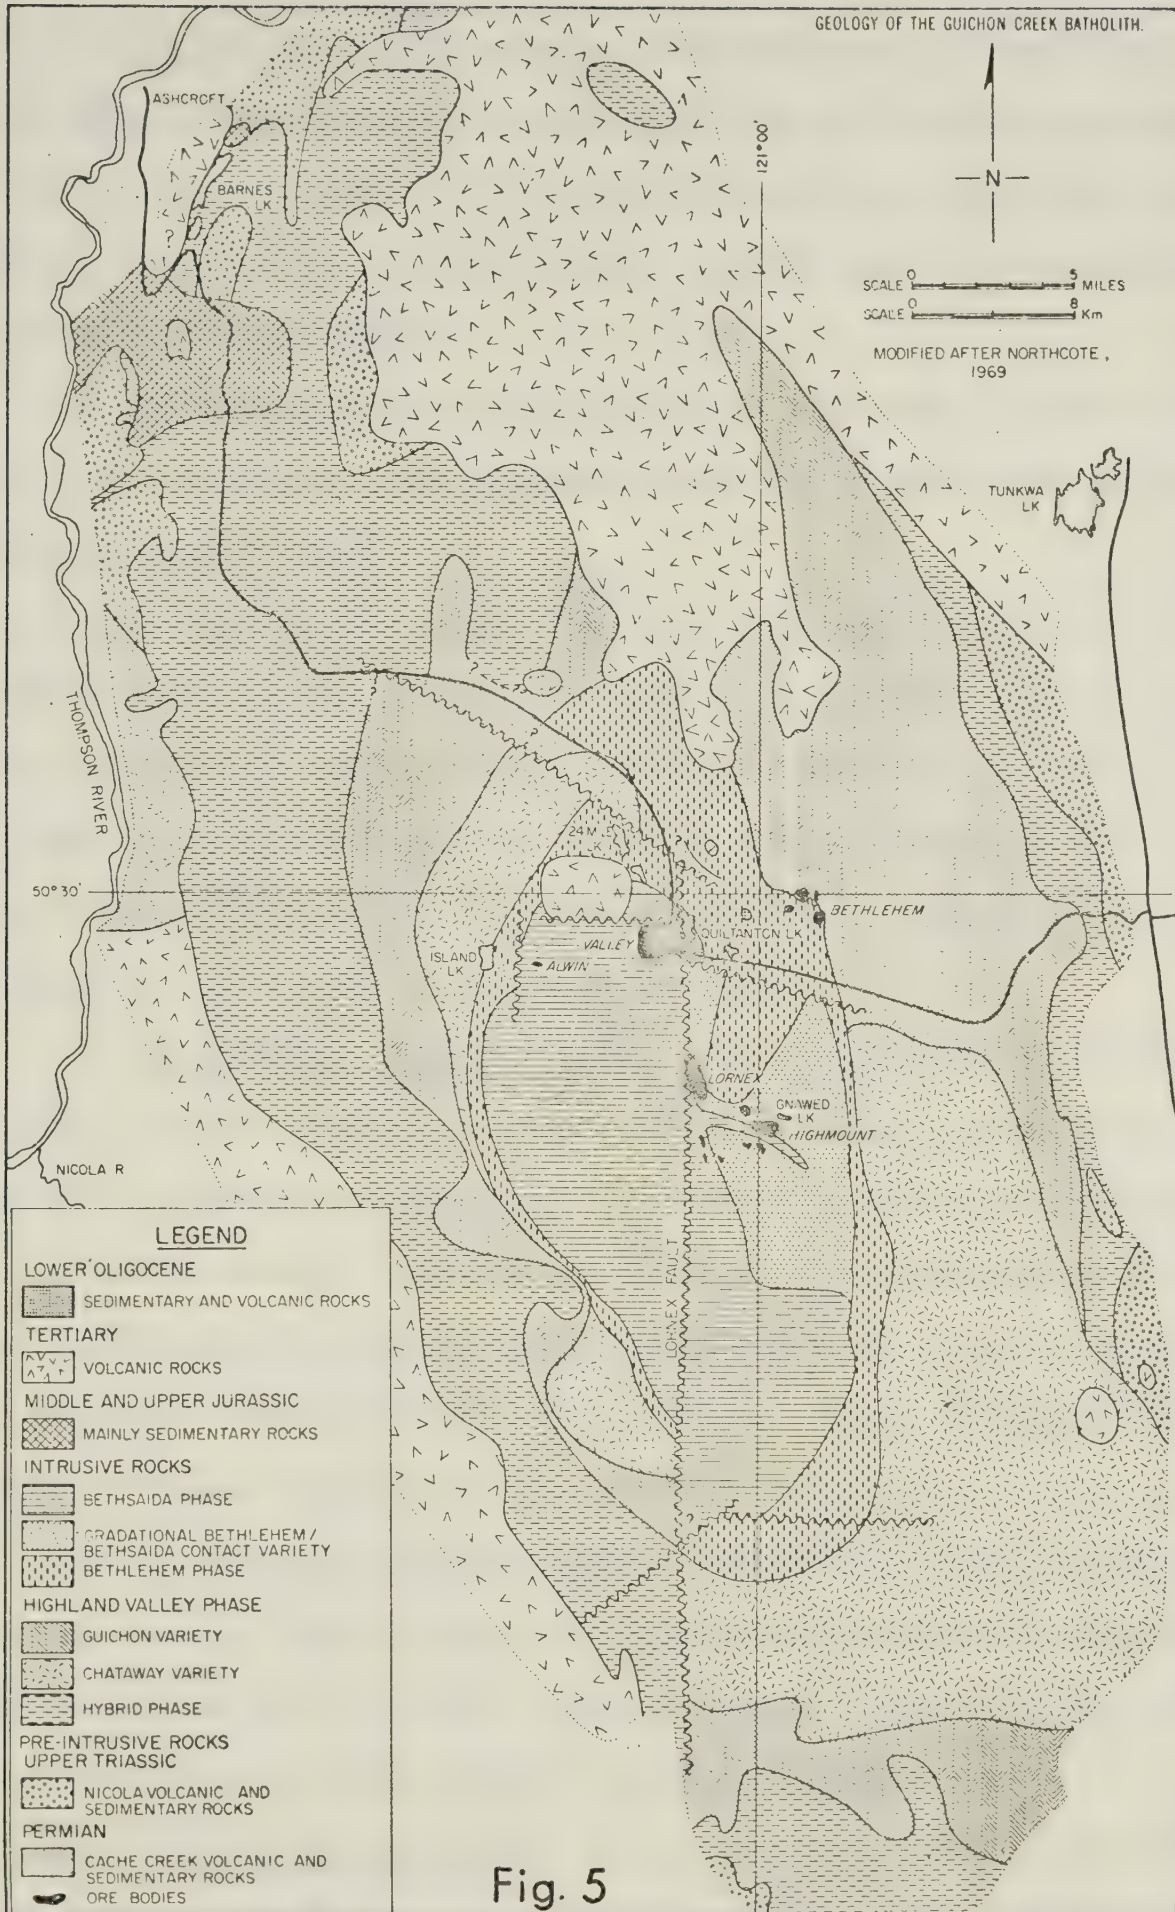 GEOLOGY OF THE GUICHON CREEK BATHOLITH.
ASHCROFT
BARNES
LK
?
121°00'
N
SCALE 0 5 MILES
SCALE 0 8 Km
MODIFIED AFTER NORTHCOTE,
1969
TUNKWA
LK
THOMPSON RIVER
?
?
24 M
LK
?
50°30'
BETHLEHEM
QUILTANTON LK
VALLEY
ISLAND
LK
ALWIN
LORNEX
GNAWED
LK
HIGHMOUNT
NICOLA R
LORNEX FAULT
LEGEND
LOWER OLIGOCENE
SEDIMENTARY AND VOLCANIC ROCKS
TERTIARY
VOLCANIC ROCKS
MIDDLE AND UPPER JURASSIC
MAINLY SEDIMENTARY ROCKS
INTRUSIVE ROCKS
BETHSAIDA PHASE
GRADATIONAL BETHLEHEM/
BETHSAIDA CONTACT VARIETY
BETHLEHEM PHASE
HIGHLAND VALLEY PHASE
GUICHON VARIETY
CHATAWAY VARIETY
HYBRID PHASE
PRE-INTRUSIVE ROCKS
UPPER TRIASSIC
NICOLA VOLCANIC AND
SEDIMENTARY ROCKS
PERMIAN
CACHE CREEK VOLCANIC AND
SEDIMENTARY ROCKS
ORE BODIES
Fig. 5